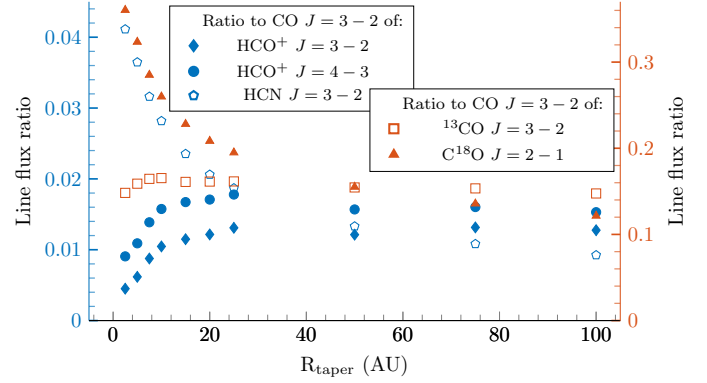 Ratio to CO J = 3 − 2 of:
HCO⁺ J = 3 − 2
HCO⁺ J = 4 − 3
HCN J = 3 − 2
Ratio to CO J = 3 − 2 of:
¹³CO J = 3 − 2
C¹⁸O J = 2 − 1
Line flux ratio
0.04
0.03
0.02
0.01
0
0.3
0.2
0.1
0
Line flux ratio
0 20 40 60 80 100
R_taper (AU)